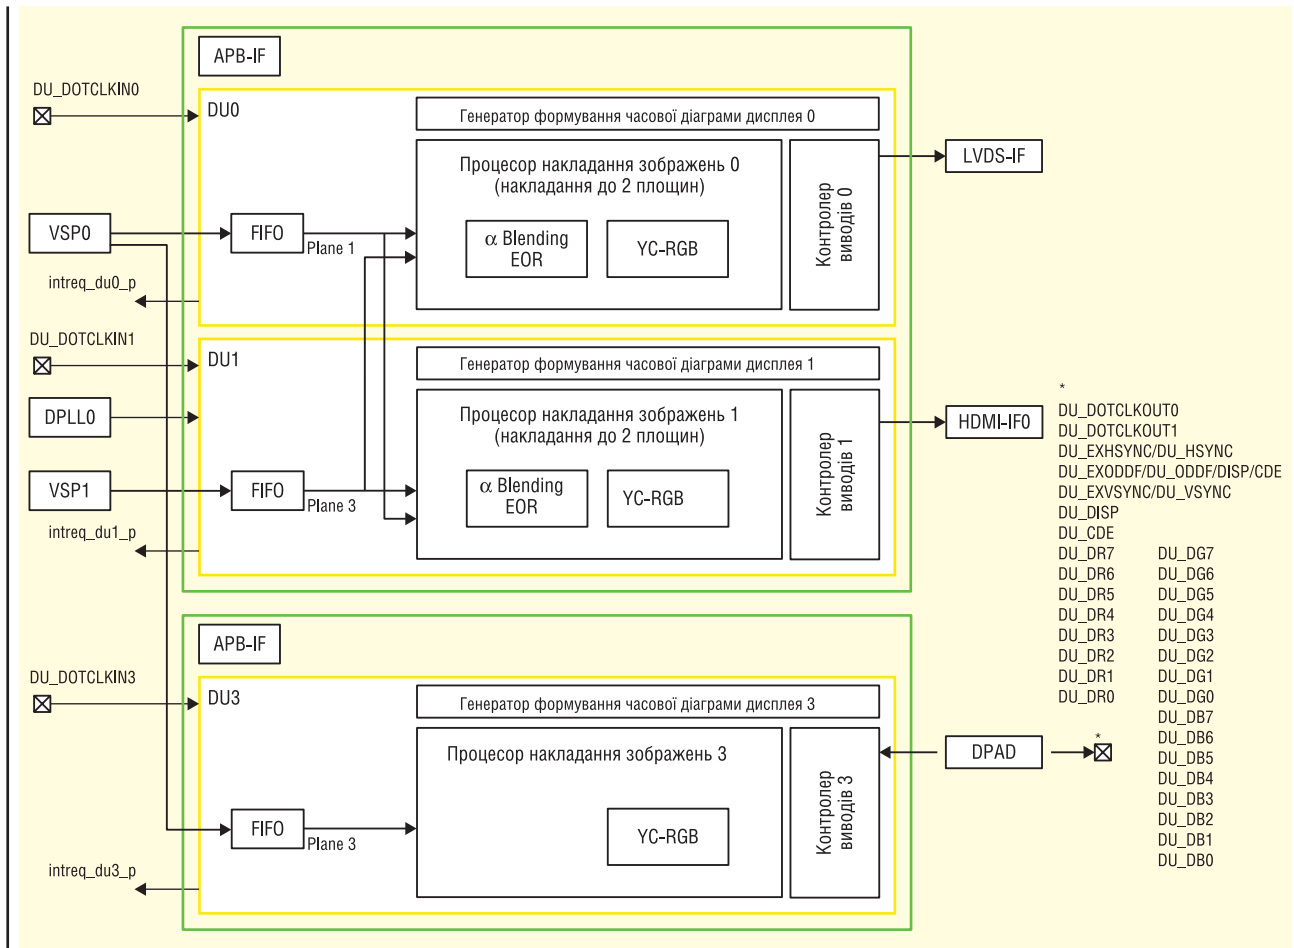 APB-IF
DU_DOTCLKIN0
DU0
Генератор формування часової діаграми дисплея 0
Процесор накладання зображень 0
(накладання до 2 площин)
Контролер
виводів 0
LVDS-IF
VSP0
FIFO
Plane 1
α Blending
EOR
YC-RGB
intreq_du0_p
DU_DOTCLKIN1
DU1
Генератор формування часової діаграми дисплея 1
DPLL0
Процесор накладання зображень 1
(накладання до 2 площин)
Контролер
виводів 1
HDMI-IF0
VSP1
FIFO
Plane 3
α Blending
EOR
YC-RGB
intreq_du1_p
*
DU_DOTCLKOUT0
DU_DOTCLKOUT1
DU_EXHSYNC/DU_HSYNC
DU_EXODDF/DU_ODDF/DISP/CDE
DU_EXVSYNC/DU_VSYNC
DU_DISP
DU_CDE
DU_DR7 DU_DG7
DU_DR6 DU_DG6
DU_DR5 DU_DG5
DU_DR4 DU_DG4
DU_DR3 DU_DG3
DU_DR2 DU_DG2
DU_DR1 DU_DG1
DU_DR0 DU_DG0
DU_DB7
DU_DB6
DU_DB5
DU_DB4
DU_DB3
DU_DB2
DU_DB1
DU_DB0
APB-IF
DU_DOTCLKIN3
DU3
Генератор формування часової діаграми дисплея 3
Процесор накладання зображень 3
Контролер
виводів 3
DPAD
*
FIFO
Plane 3
YC-RGB
intreq_du3_p